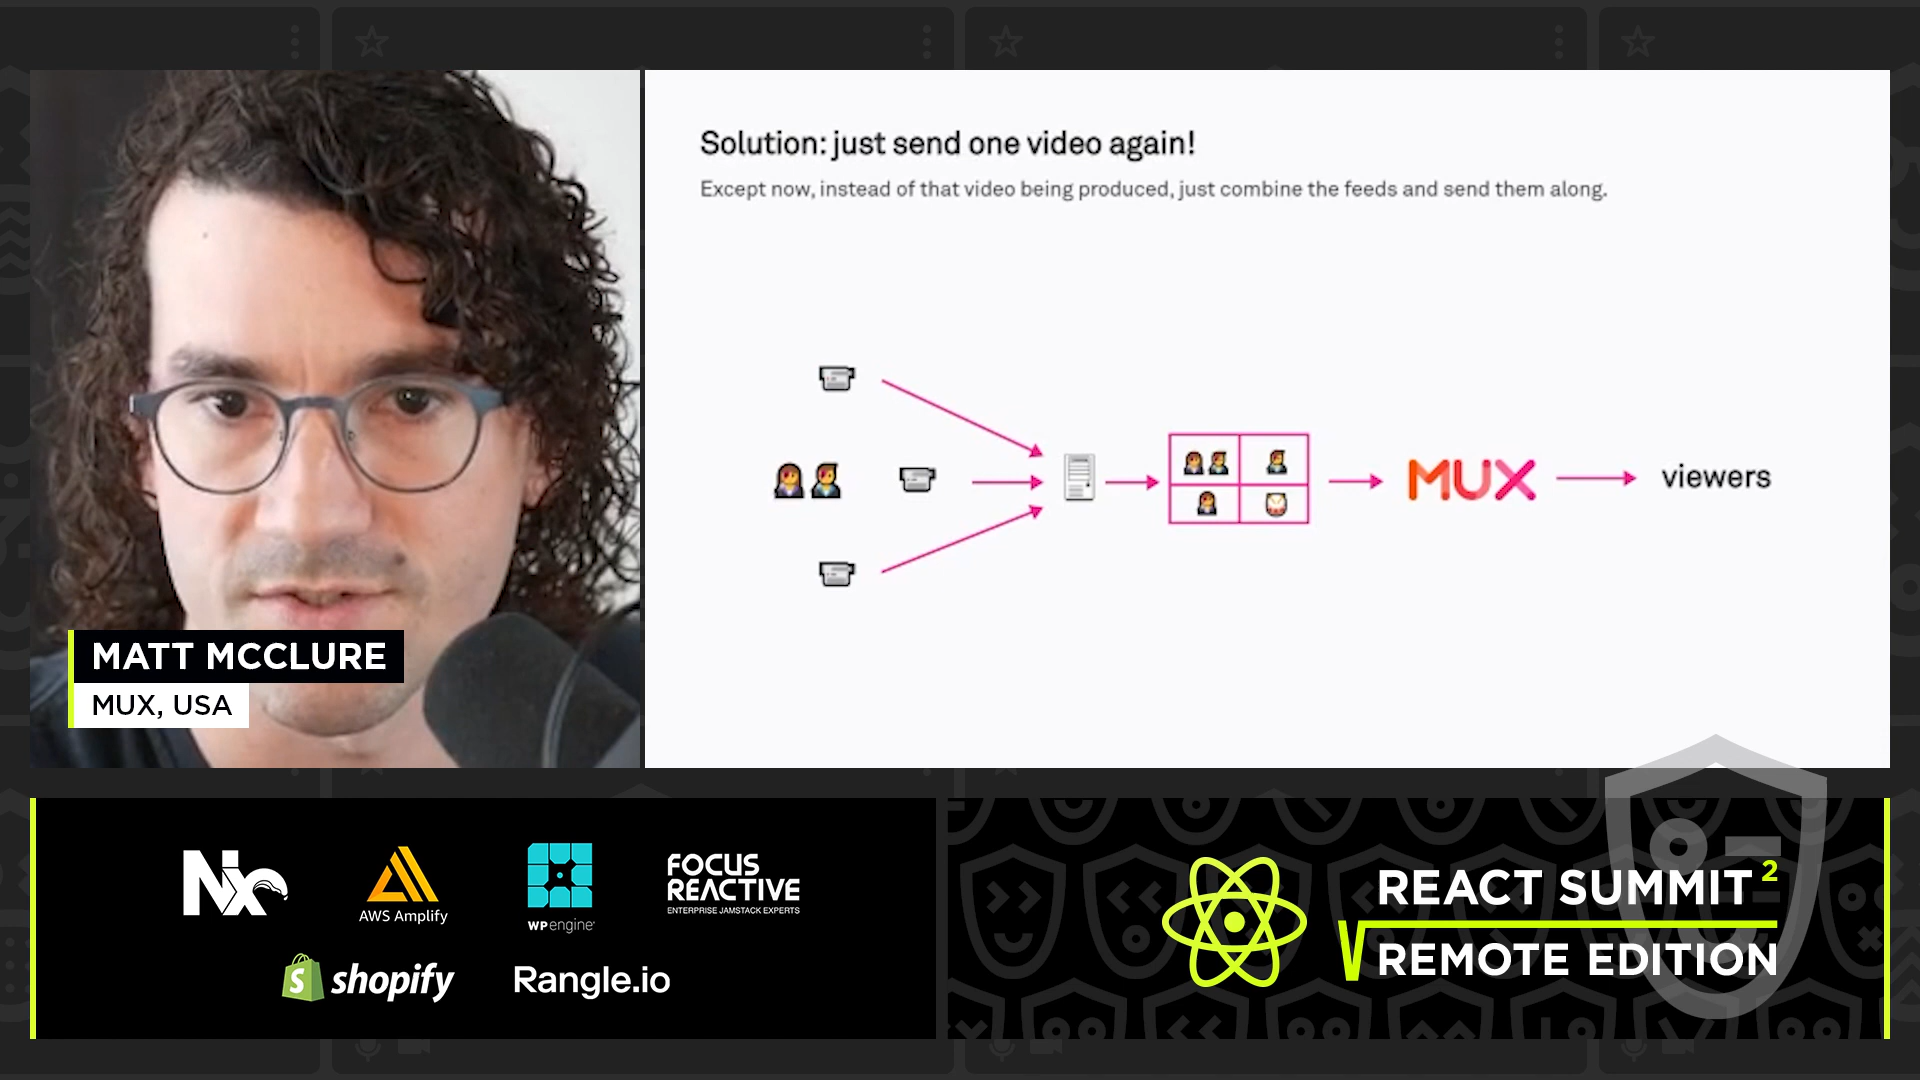 Solution: just send one video again!
Except now, instead of that video being produced, just combine the feeds and send them along.
MUX
viewers
MATT MCCLURE
MUX, USA
Nx
AWS Amplify
WP engine
FOCUS
REACTIVE
ENTERPRISE JAMSTACK EXPERTS
shopify
Rangle.io
REACT SUMMIT 2
REMOTE EDITION